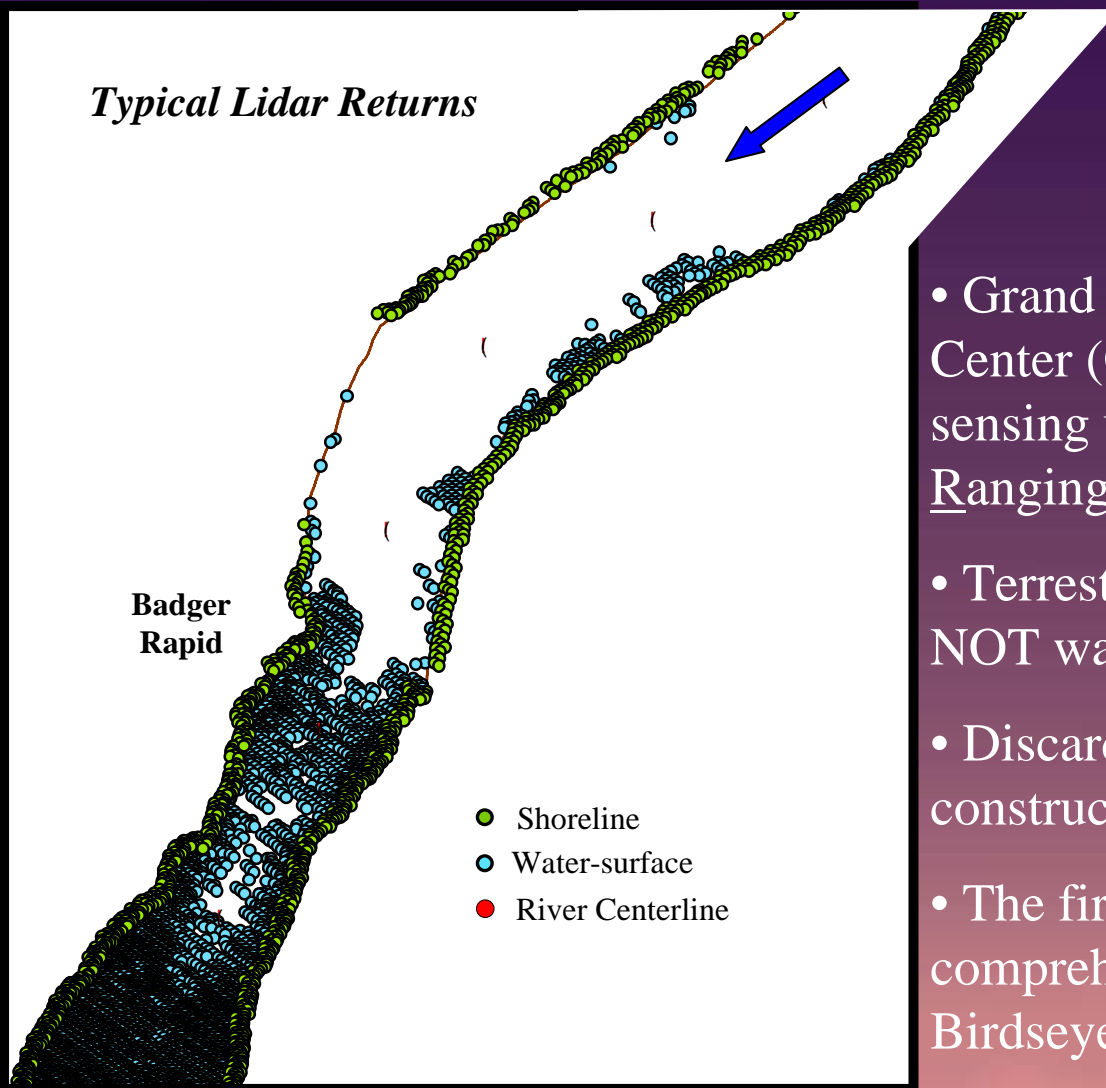 Typical Lidar Returns
Badger
Rapid
Shoreline
Water-surface
River Centerline
• Grand
Center (
sensing
Ranging
• Terrest
NOT wa
• Discard
construc
• The fir
compreh
Birdseye